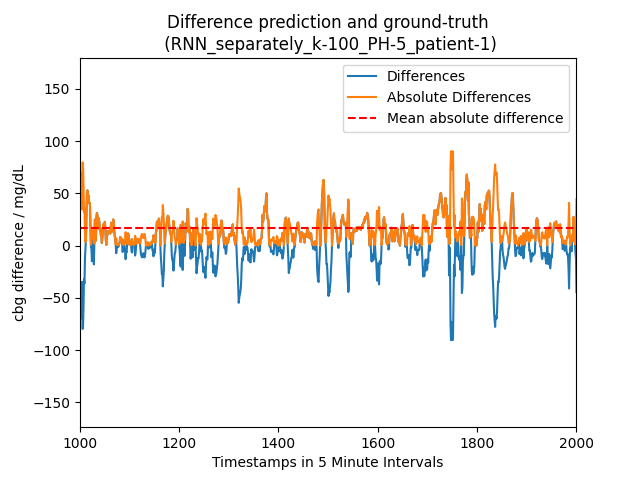 Difference prediction and ground-truth
(RNN_separately_k-100_PH-5_patient-1)
Differences
Absolute Differences
Mean absolute difference
cbg difference / mg/dL
150
100
50
0
−50
−100
−150
1000
1200
1400
1600
1800
2000
Timestamps in 5 Minute Intervals